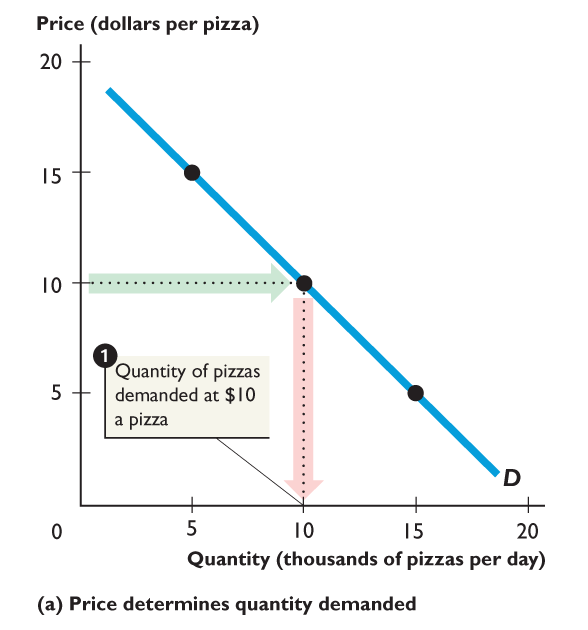 Price (dollars per pizza)
20
15
10
5
0
1
Quantity of pizzas
demanded at $10
a pizza
D
5
10
15
20
Quantity (thousands of pizzas per day)
(a) Price determines quantity demanded